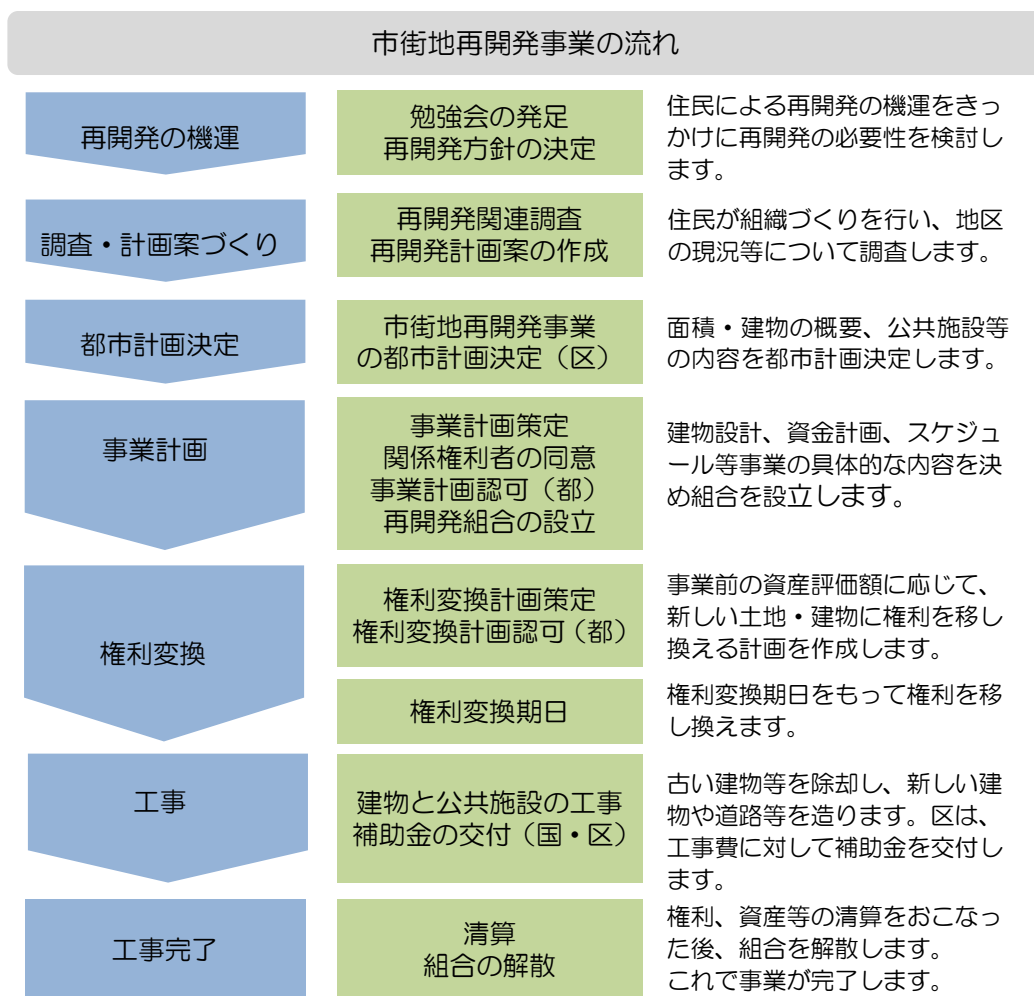 市街地再開発事業の流れ
再開発の機運
勉強会の発足
再開発方針の決定
住民による再開発の機運をきっ
かけに再開発の必要性を検討し
ます。
調査・計画案づくり
再開発関連調査
再開発計画案の作成
住民が組織づくりを行い、地区
の現況等について調査します。
都市計画決定
市街地再開発事業
の都市計画決定（区）
面積・建物の概要、公共施設等
の内容を都市計画決定します。
事業計画
事業計画策定
関係権利者の同意
事業計画認可（都）
再開発組合の設立
建物設計、資金計画、スケジュ
ール等事業の具体的な内容を決
め組合を設立します。
権利変換
権利変換計画策定
権利変換計画認可（都）
事業前の資産評価額に応じて、
新しい土地・建物に権利を移し
換える計画を作成します。
権利変換期日
権利変換期日をもって権利を移
し換えます。
工事
建物と公共施設の工事
補助金の交付（国・区）
古い建物等を除却し、新しい建
物や道路等を造ります。区は、
工事費に対して補助金を交付し
ます。
工事完了
清算
組合の解散
権利、資産等の清算をおこなっ
た後、組合を解散します。
これで事業が完了します。